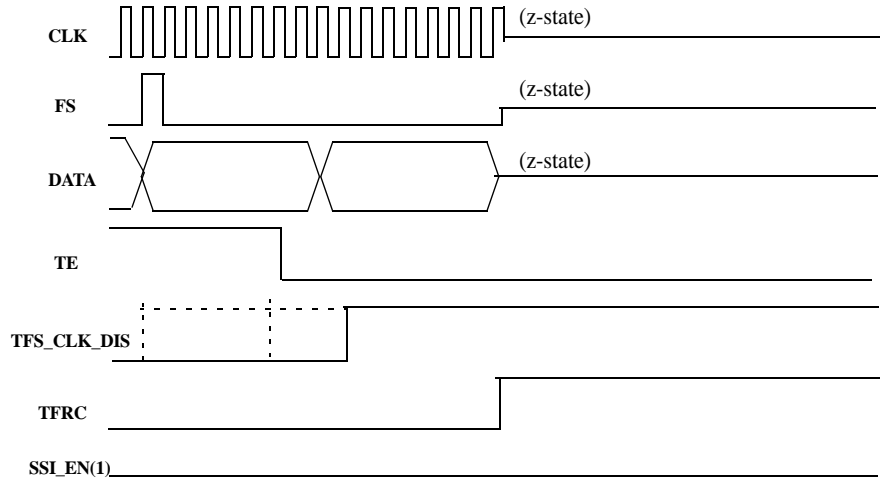 (z-state)
CLK
(z-state)
FS
(z-state)
DATA
TE
TFS_CLK_DIS
TFRC
SSI_EN(1)